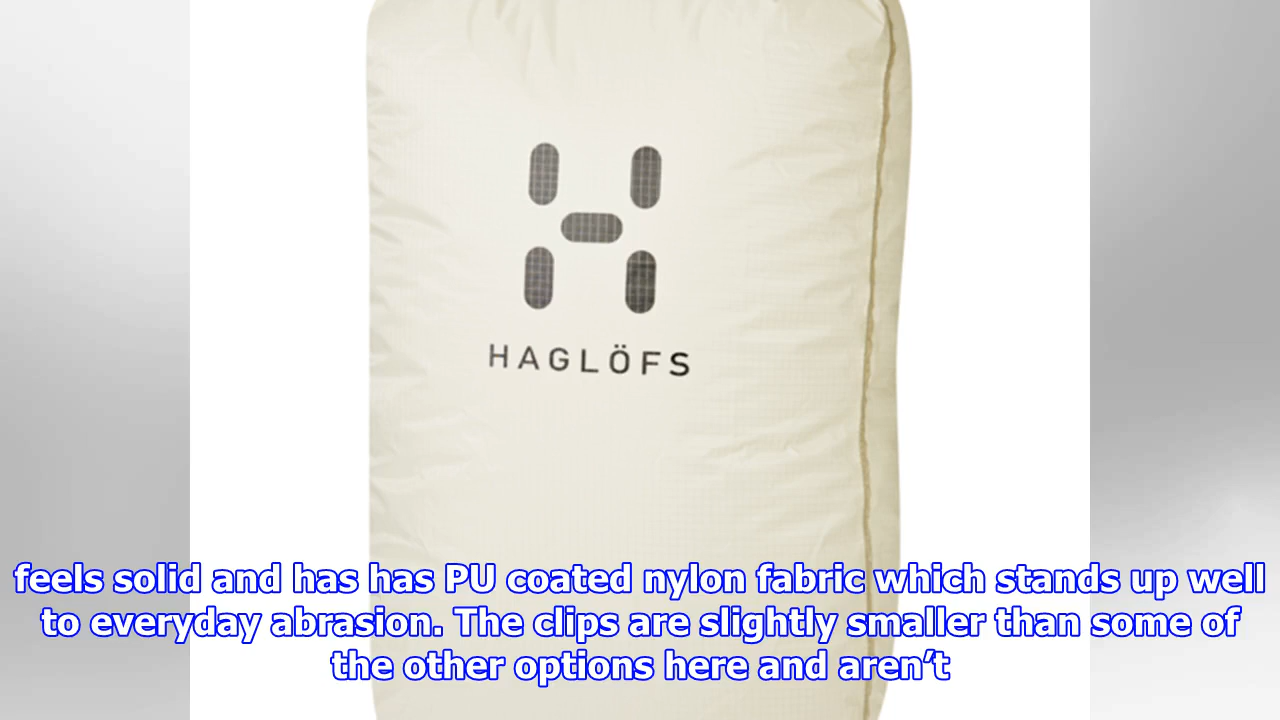 HAGLÖFS
feels solid and has has PU coated nylon fabric which stands up well
to everyday abrasion. The clips are slightly smaller than some of
the other options here and aren’t